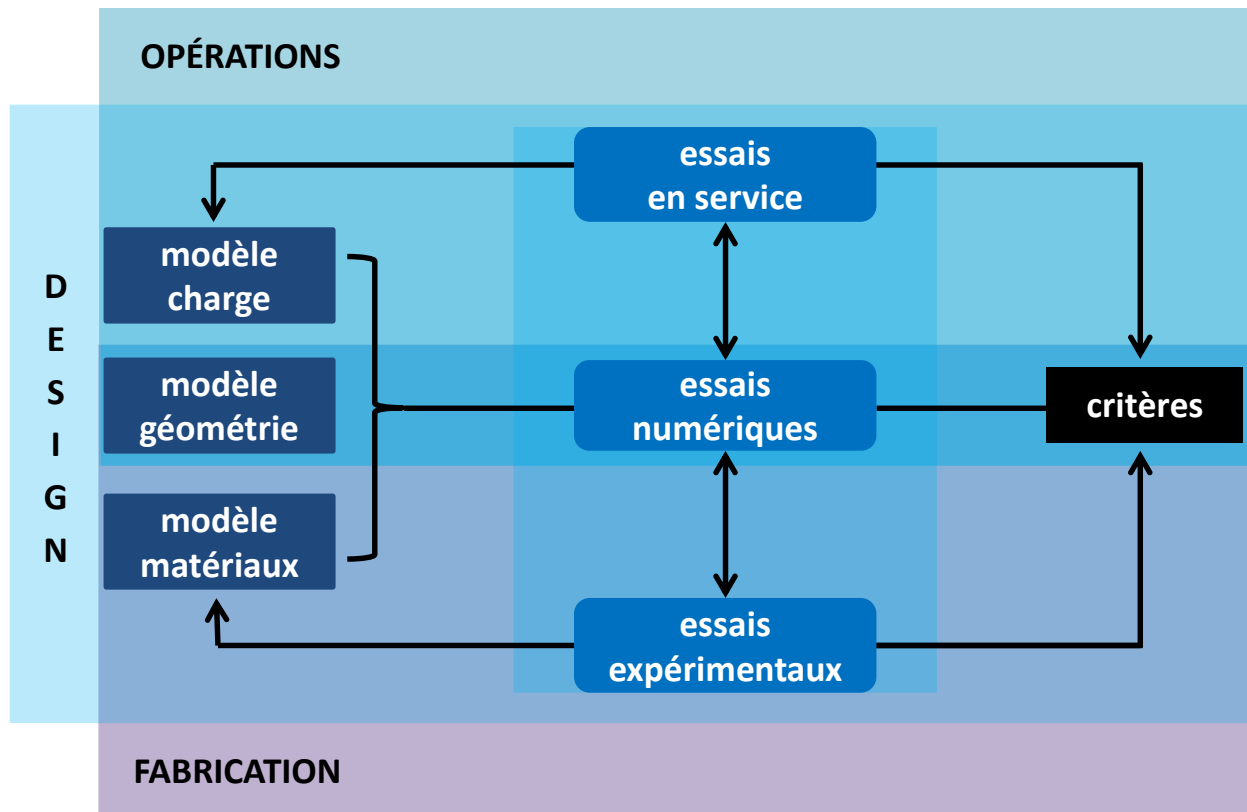 OPÉRATIONS
essais
en service
modèle
charge
D
E
S
I
G
N
modèle
géométrie
essais
numériques
critères
modèle
matériaux
essais
expérimentaux
FABRICATION